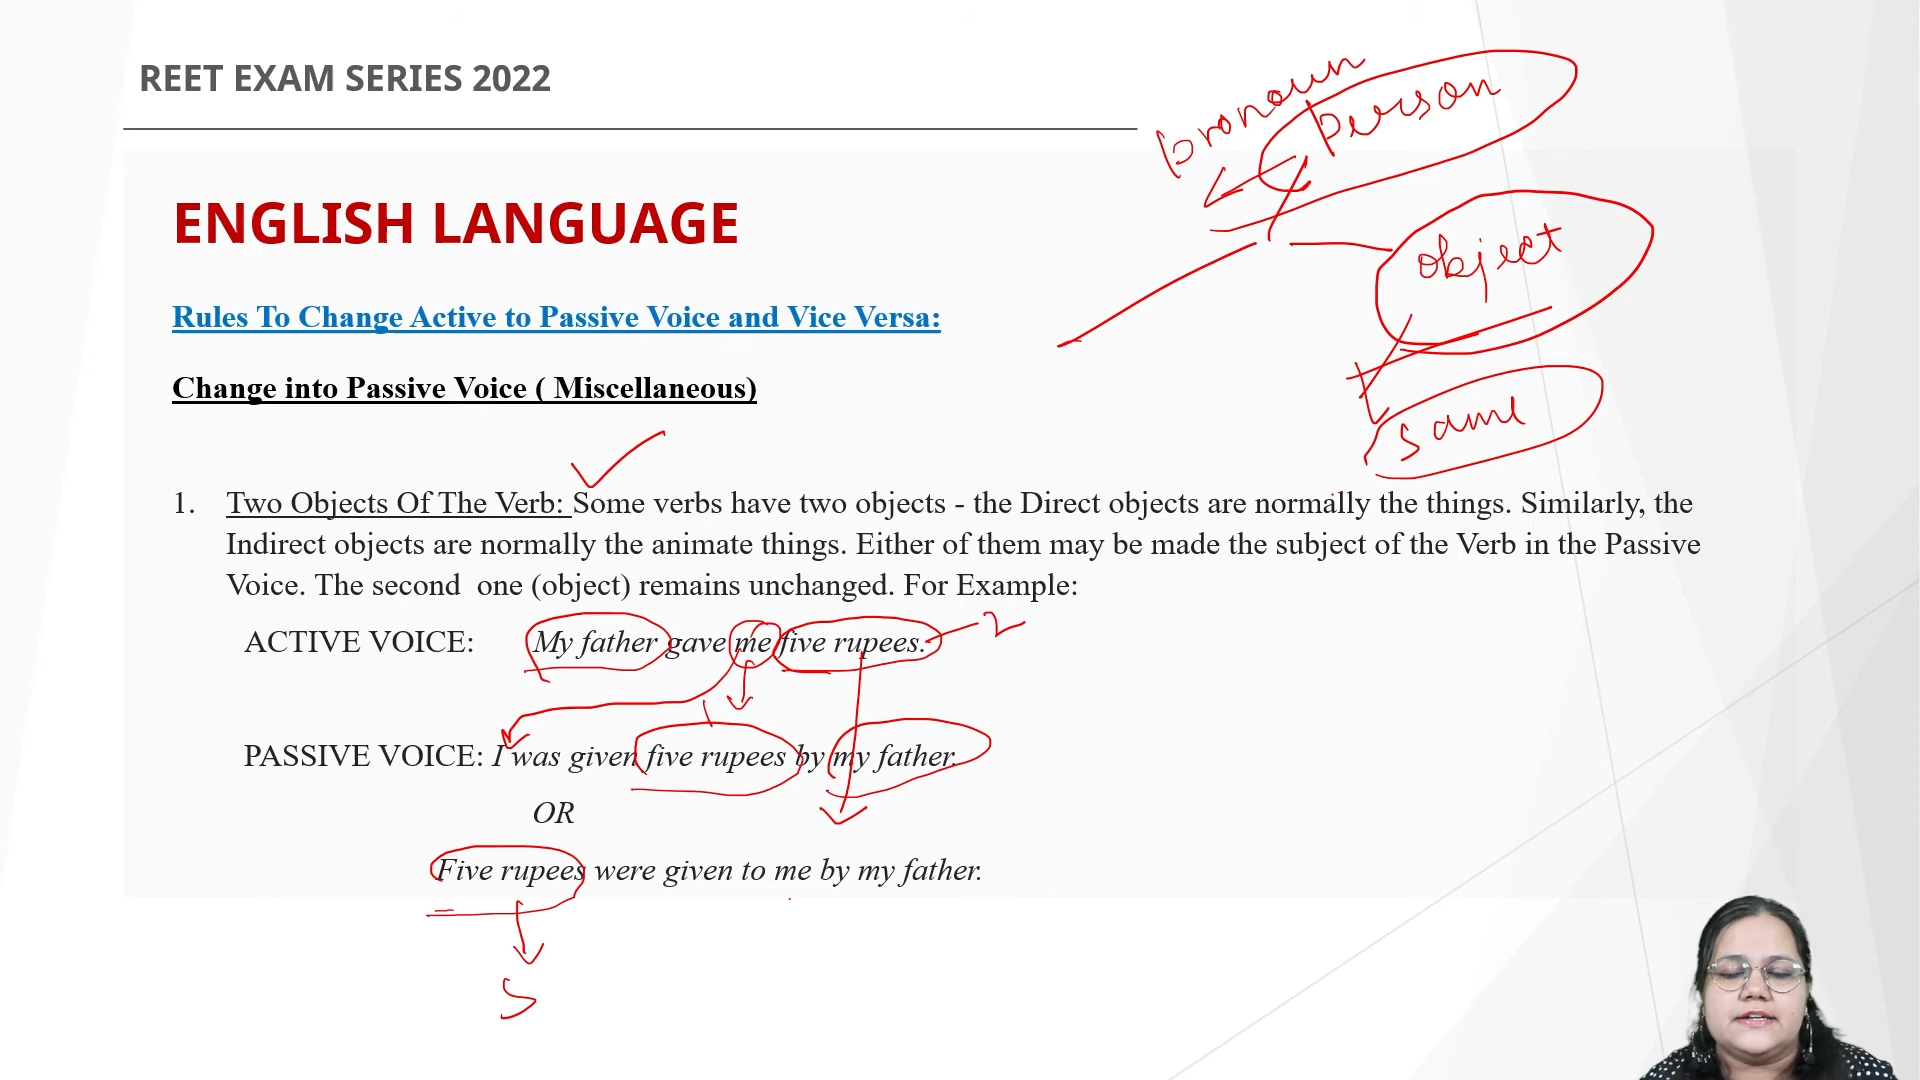 REET EXAM SERIES 2022
pronoun
Person
ENGLISH LANGUAGE
object
Rules To Change Active to Passive Voice and Vice Versa:
Change into Passive Voice ( Miscellaneous)
same
1. Two Objects Of The Verb: Some verbs have two objects - the Direct objects are normally the things. Similarly, the
Indirect objects are normally the animate things. Either of them may be made the subject of the Verb in the Passive
Voice. The second one (object) remains unchanged. For Example:
ACTIVE VOICE: My father gave me five rupees. 2
PASSIVE VOICE: I was given five rupees by my father.
OR
Five rupees were given to me by my father.
S